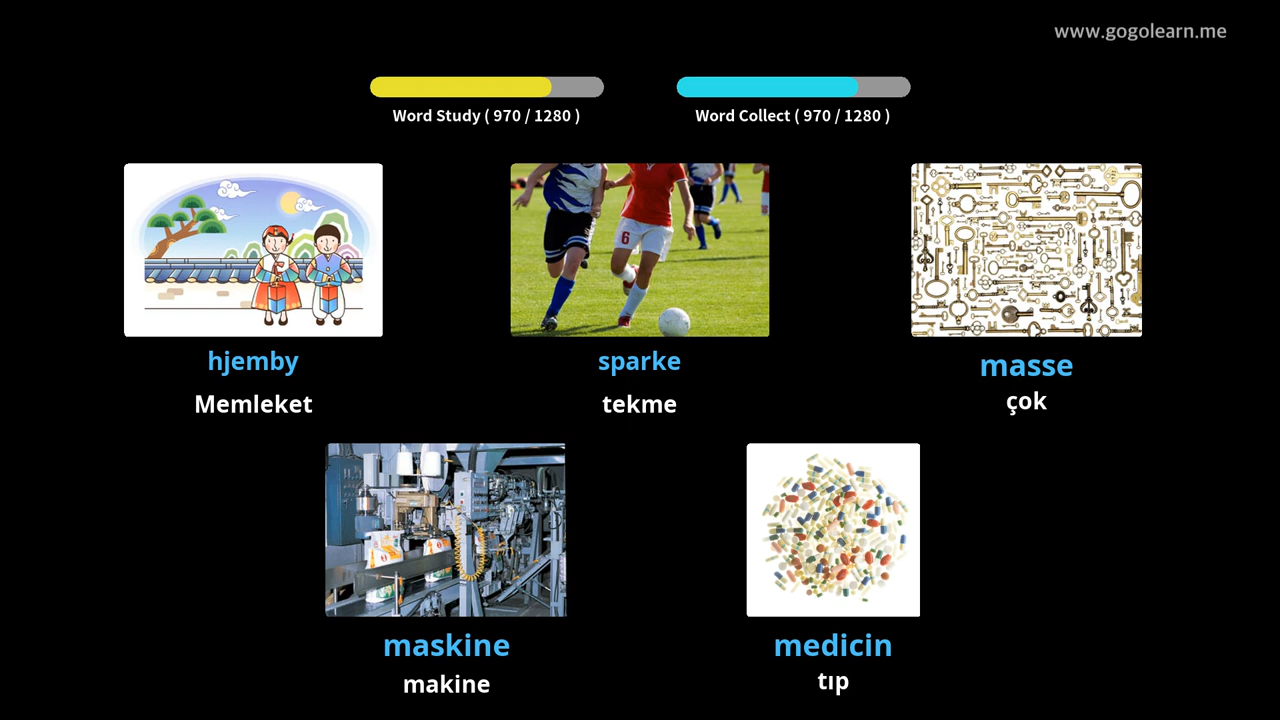 www.gogolearn.me
Word Study ( 970 / 1280 )
Word Collect ( 970 / 1280 )
hjemby
Memleket
sparke
tekme
6
masse
çok
maskine
makine
medicin
tıp